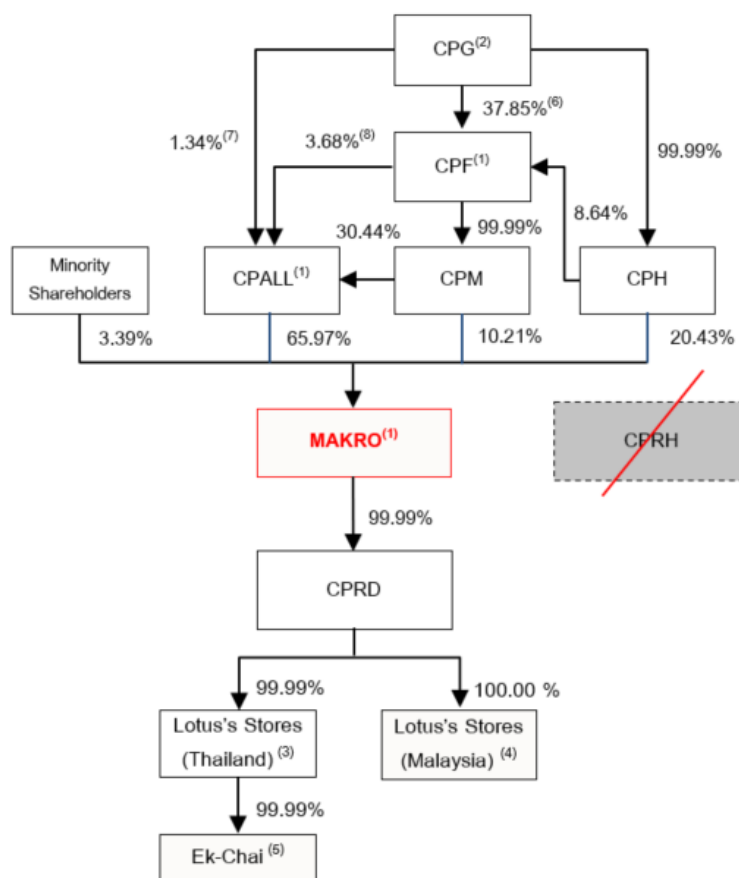 CPG(2)
37.85%(6)
1.34%(7)
3.68%(8)
CPF(1)
99.99%
30.44%
99.99%
8.64%
Minority
Shareholders
CPALL(1)
CPM
CPH
3.39%
65.97%
10.21%
20.43%
MAKRO(1)
CPRH
99.99%
CPRD
99.99%
100.00 %
Lotus's Stores
(Thailand) (3)
Lotus's Stores
(Malaysia) (4)
99.99%
Ek-Chai (5)